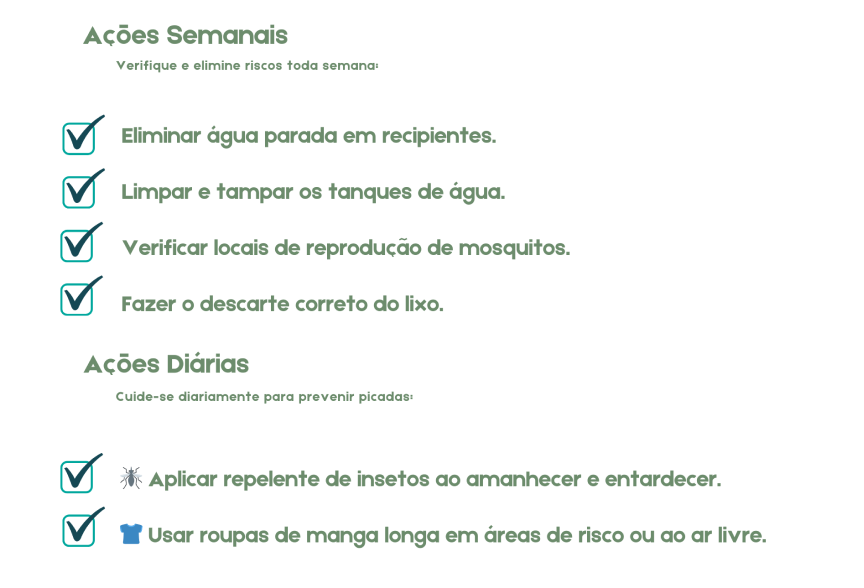 Ações Semanais
Verifique e elimine riscos toda semana:
Eliminar água parada em recipientes.
Limpar e tampar os tanques de água.
Verificar locais de reprodução de mosquitos.
Fazer o descarte correto do lixo.
Ações Diárias
Cuide-se diariamente para prevenir picadas:
🦟 Aplicar repelente de insetos ao amanhecer e entardecer.
👕 Usar roupas de manga longa em áreas de risco ou ao ar livre.